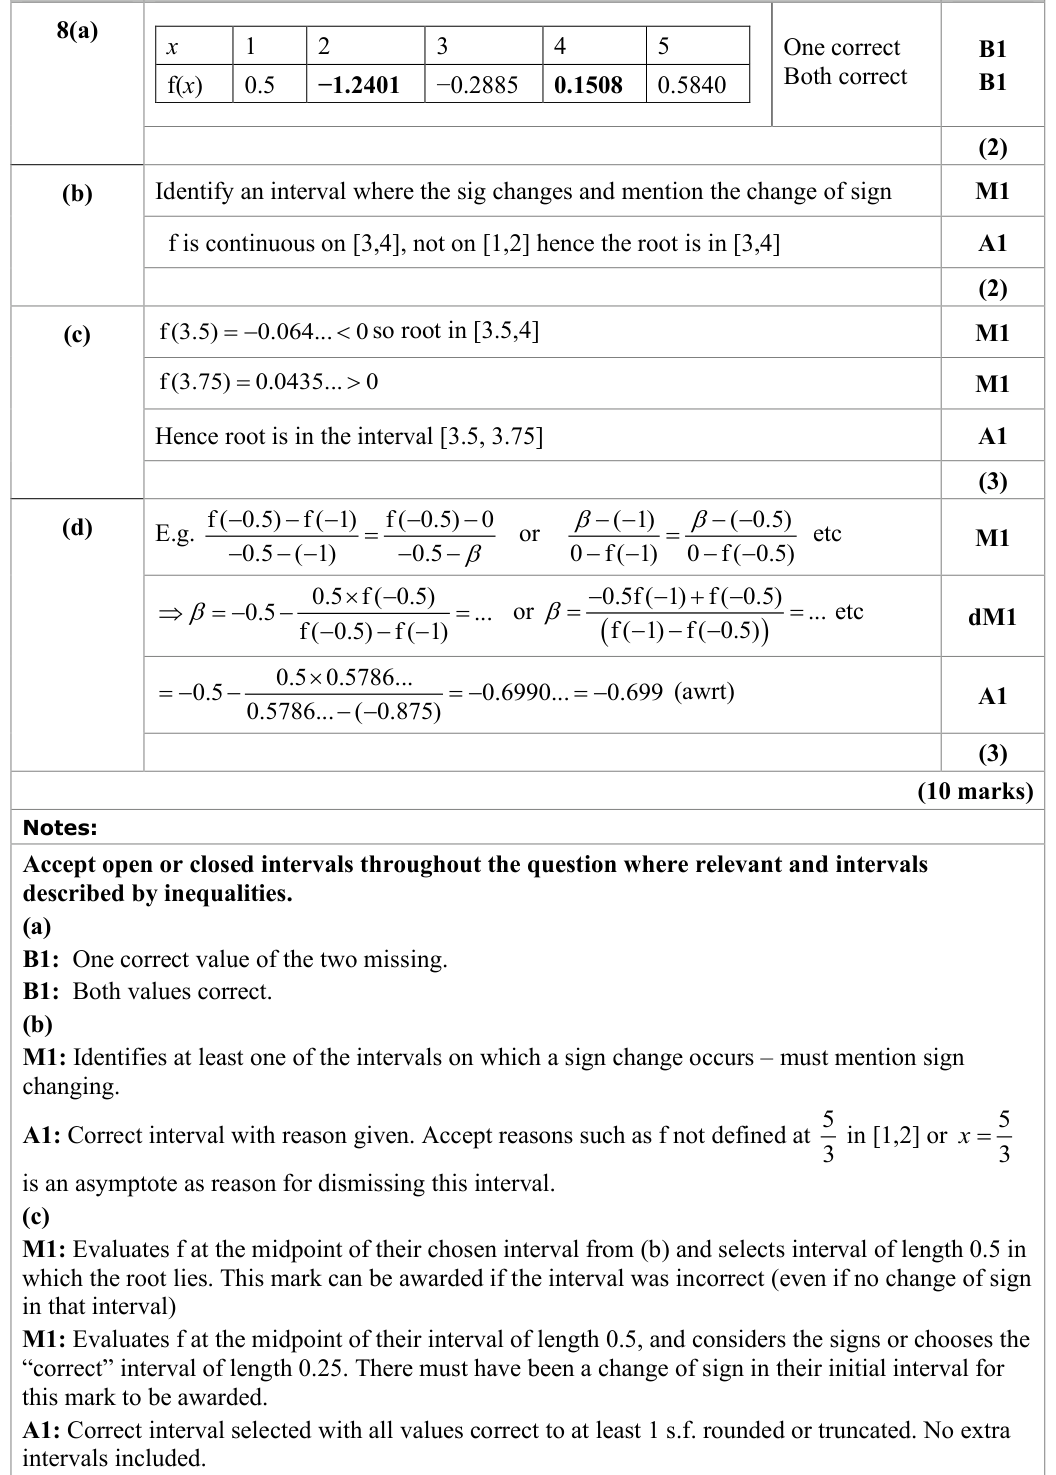 8(a)
x 1 2 3 4 5
f(x) 0.5 −1.2401 −0.2885 0.1508 0.5840
One correct
Both correct
B1
B1
(2)
(b) Identify an interval where the sig changes and mention the change of sign M1
f is continuous on [3,4], not on [1,2] hence the root is in [3,4] A1
(2)
(c) f(3.5) = −0.064... < 0 so root in [3.5,4] M1
f(3.75) = 0.0435... > 0 M1
Hence root is in the interval [3.5, 3.75] A1
(3)
(d) E.g. (f(−0.5) − f(−1))/(−0.5 − (−1)) = (f(−0.5) − 0)/(−0.5 − β) or (β − (−1))/(0 − f(−1)) = (β − (−0.5))/(0 − f(−0.5)) etc M1
⇒ β = −0.5 − (0.5 × f(−0.5))/(f(−0.5) − f(−1)) = ... or β = (−0.5f(−1) + f(−0.5))/((f(−1) − f(−0.5))) = ... etc dM1
= −0.5 − (0.5 × 0.5786...)/(0.5786... − (−0.875)) = −0.6990... = −0.699 (awrt) A1
(3)
(10 marks)
Notes:
Accept open or closed intervals throughout the question where relevant and intervals
described by inequalities.
(a)
B1: One correct value of the two missing.
B1: Both values correct.
(b)
M1: Identifies at least one of the intervals on which a sign change occurs – must mention sign
changing.
A1: Correct interval with reason given. Accept reasons such as f not defined at 5/3 in [1,2] or x = 5/3
is an asymptote as reason for dismissing this interval.
(c)
M1: Evaluates f at the midpoint of their chosen interval from (b) and selects interval of length 0.5 in
which the root lies. This mark can be awarded if the interval was incorrect (even if no change of sign
in that interval)
M1: Evaluates f at the midpoint of their interval of length 0.5, and considers the signs or chooses the
“correct” interval of length 0.25. There must have been a change of sign in their initial interval for
this mark to be awarded.
A1: Correct interval selected with all values correct to at least 1 s.f. rounded or truncated. No extra
intervals included.